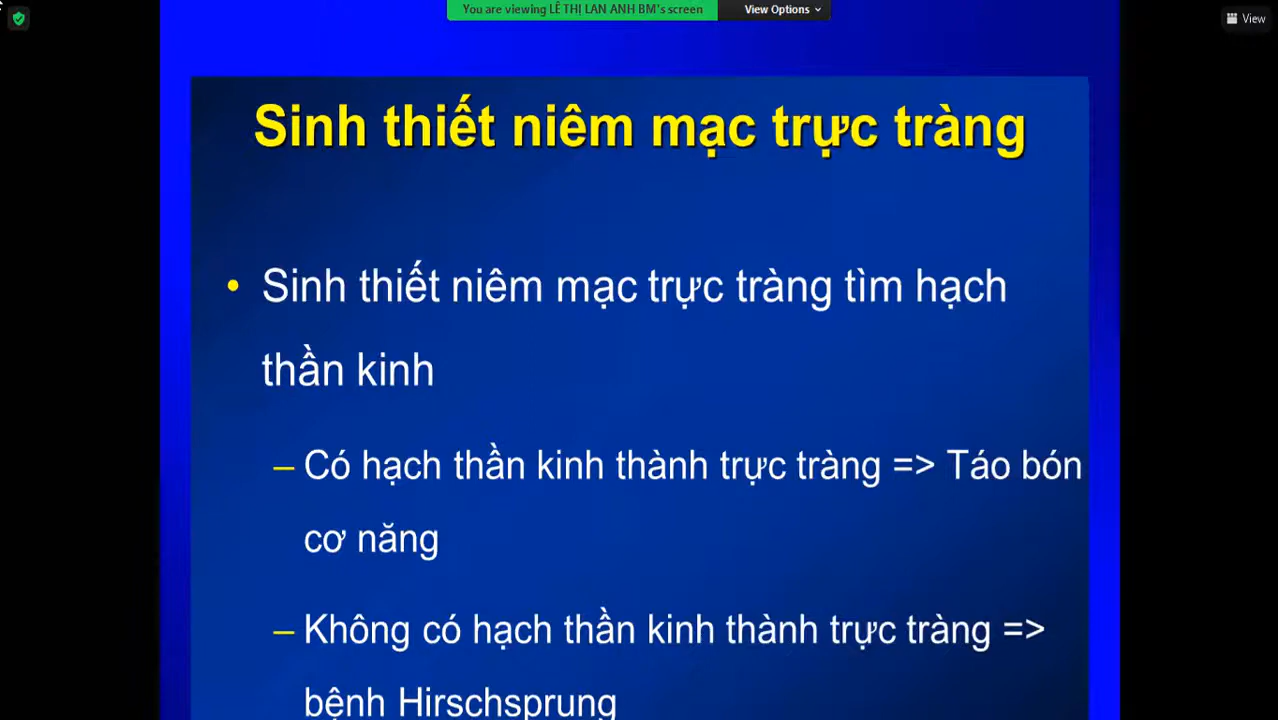 You are viewing LÊ THỊ LAN ANH BM's screen
View Options
View
Sinh thiết niêm mạc trực tràng
• Sinh thiết niêm mạc trực tràng tìm hạch
thần kinh
– Có hạch thần kinh thành trực tràng => Táo bón
cơ năng
– Không có hạch thần kinh thành trực tràng =>
bệnh Hirschsprung